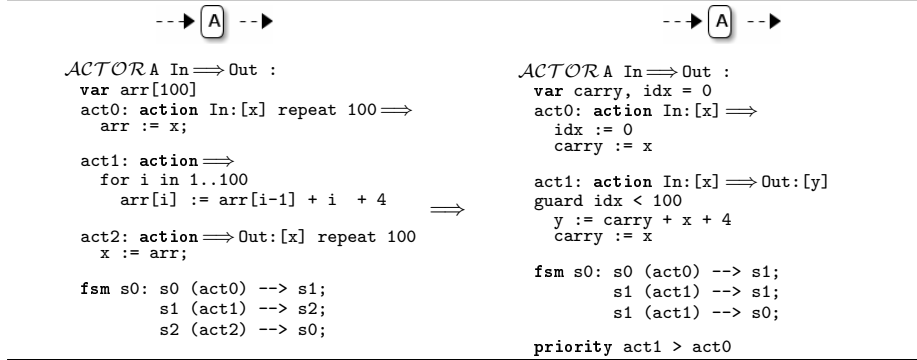 A
ACTOR A In⟹Out :
var arr[100]
act0: action In:[x] repeat 100⟹
arr := x;
act1: action⟹
for i in 1..100
arr[i] := arr[i-1] + i + 4
act2: action⟹Out:[x] repeat 100
x := arr;
fsm s0: s0 (act0) --> s1;
s1 (act1) --> s2;
s2 (act2) --> s0;
⟹
A
ACTOR A In⟹Out :
var carry, idx = 0
act0: action In:[x]⟹
idx := 0
carry := x
act1: action In:[x]⟹Out:[y]
guard idx < 100
y := carry + x + 4
carry := x
fsm s0: s0 (act0) --> s1;
s1 (act1) --> s1;
s1 (act1) --> s0;
priority act1 > act0